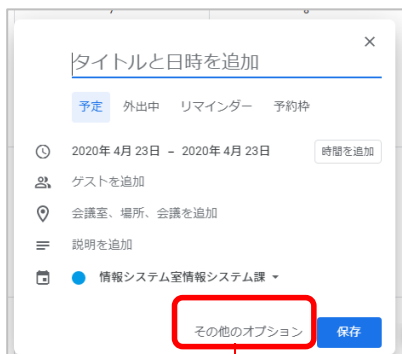 タイトルと日時を追加
予定 外出中 リマインダー 予約枠
2020年 4月 23日 – 2020年 4月 23日 時間を追加
ゲストを追加
会議室、場所、会議を追加
説明を追加
情報システム室情報システム課
その他のオプション 保存